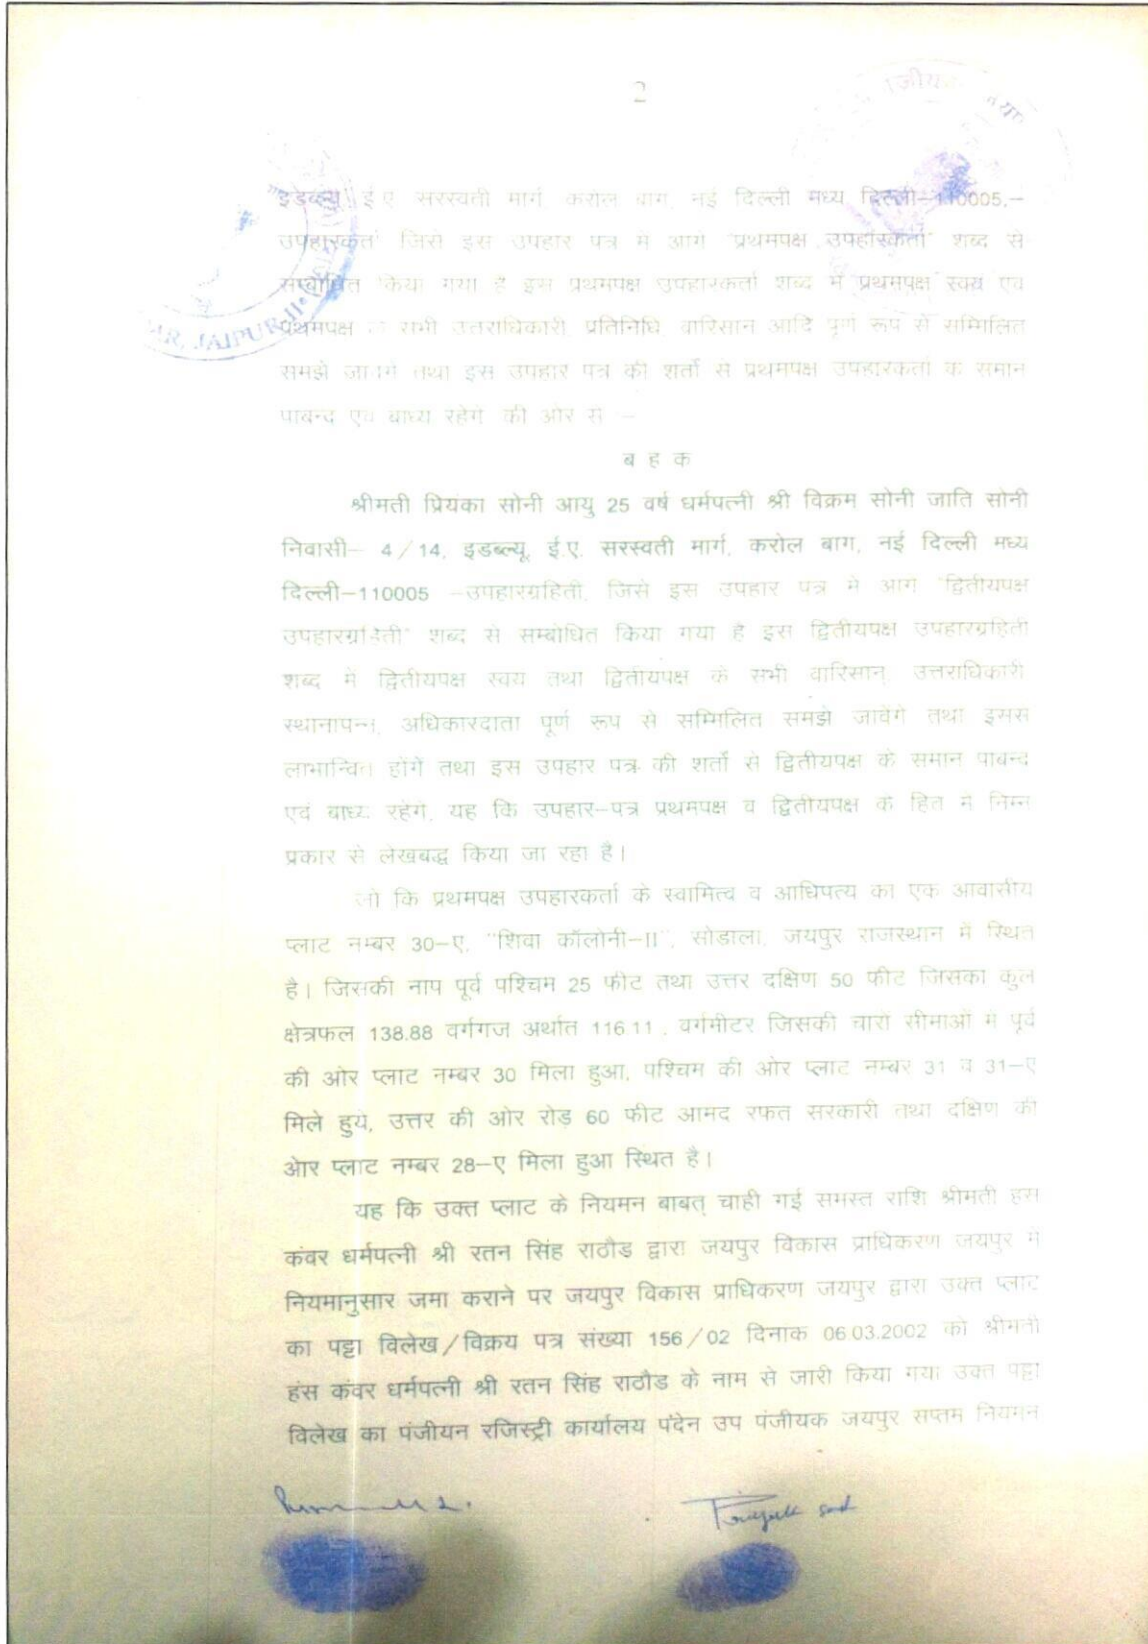 2
इडेब्ल्यू, ई.ए. सरस्वती मार्ग, करोल बाग, नई दिल्ली मध्य दिल्ली–110005,–
उपहारकर्ता जिसे इस उपहार पत्र में आगे "प्रथमपक्ष उपहारकर्ता" शब्द से
सम्बोधित किया गया है इस प्रथमपक्ष उपहारकर्ता शब्द में प्रथमपक्ष स्वयं एवं
प्रथमपक्ष के सभी उत्तराधिकारी, प्रतिनिधि, वारिसान आदि पूर्ण रूप से सम्मिलित
समझे जावेंगे तथा इस उपहार पत्र की शर्तों से प्रथमपक्ष उपहारकर्ता के समान
पाबन्द एवं बाध्य रहेंगे, की ओर से –
ब ह क
श्रीमती प्रियंका सोनी आयु 25 वर्ष धर्मपत्नी श्री विक्रम सोनी जाति सोनी
निवासी– 4/14, इडब्ल्यू, ई.ए. सरस्वती मार्ग, करोल बाग, नई दिल्ली मध्य
दिल्ली–110005 –उपहारग्रहिती, जिसे इस उपहार पत्र में आगे "द्वितीयपक्ष
उपहारग्रहिती" शब्द से सम्बोधित किया गया है इस द्वितीयपक्ष उपहारग्रहिती
शब्द में द्वितीयपक्ष स्वयं तथा द्वितीयपक्ष के सभी वारिसान, उत्तराधिकारी
स्थानापन्न, अधिकारदाता पूर्ण रूप से सम्मिलित समझे जावेंगे तथा इससे
लाभान्वित होंगें तथा इस उपहार पत्र की शर्तों से द्वितीयपक्ष के समान पाबन्द
एवं बाध्य रहेंगे, यह कि उपहार–पत्र प्रथमपक्ष व द्वितीयपक्ष के हित में निम्न
प्रकार से लेखबद्ध किया जा रहा है।
जो कि प्रथमपक्ष उपहारकर्ता के स्वामित्व व आधिपत्य का एक आवासीय
प्लाट नम्बर 30–ए, "शिवा कॉलोनी–II", सोडाला, जयपुर राजस्थान में स्थित
है। जिसकी नाप पूर्व पश्चिम 25 फीट तथा उत्तर दक्षिण 50 फीट जिसका कुल
क्षेत्रफल 138.88 वर्गगज अर्थात 116.11, वर्गमीटर जिसकी चारो सीमाओं में पूर्व
की ओर प्लाट नम्बर 30 मिला हुआ, पश्चिम की ओर प्लाट नम्बर 31 व 31–ए
मिले हुये, उत्तर की ओर रोड़ 60 फीट आमद रफत सरकारी तथा दक्षिण की
ओर प्लाट नम्बर 28–ए मिला हुआ स्थित है।
यह कि उक्त प्लाट के नियमन बाबत् चाही गई समस्त राशि श्रीमती हंस
कंवर धर्मपत्नी श्री रतन सिंह राठौड द्वारा जयपुर विकास प्राधिकरण जयपुर में
नियमानुसार जमा कराने पर जयपुर विकास प्राधिकरण जयपुर द्वारा उक्त प्लाट
का पट्टा विलेख/विक्रय पत्र संख्या 156/02 दिनांक 06.03.2002 को श्रीमती
हंस कंवर धर्मपत्नी श्री रतन सिंह राठौड के नाम से जारी किया गया उक्त पट्टा
विलेख का पंजीयन रजिस्ट्री कार्यालय पदेन उप पंजीयक जयपुर सप्तम नियमन
JAIPUR II